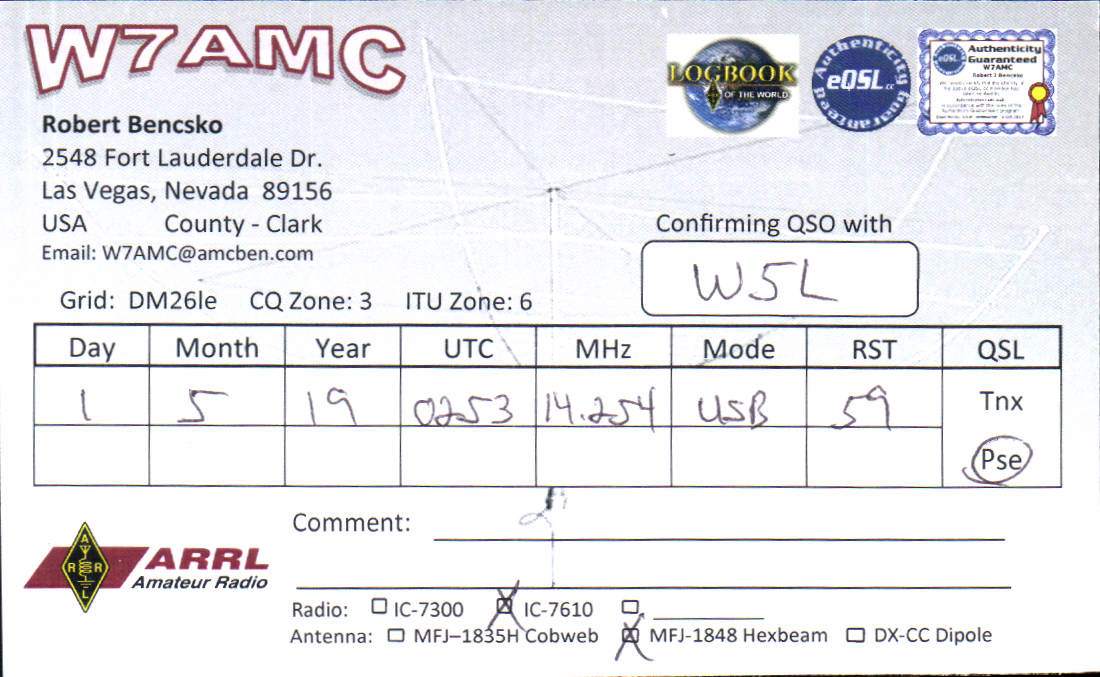 W7AMC
Robert Bencsko
2548 Fort Lauderdale Dr.
Las Vegas, Nevada 89156
USA County - Clark
Email: W7AMC@amcben.com
Grid: DM26le CQ Zone: 3 ITU Zone: 6
LOGBOOK
OF THE WORLD
Authenticity Guaranteed
eQSL.cc
eQSL
Authenticity
Guaranteed
W7AMC
Robert J Bencsko
Confirming QSO with
W5L
Day Month Year UTC MHz Mode RST QSL
1 5 19 0253 14.254 USB 59 Tnx
Pse
Comment:
A
R R
L
ARRL
Amateur Radio
Radio: IC-7300 IC-7610
Antenna: MFJ–1835H Cobweb MFJ-1848 Hexbeam DX-CC Dipole